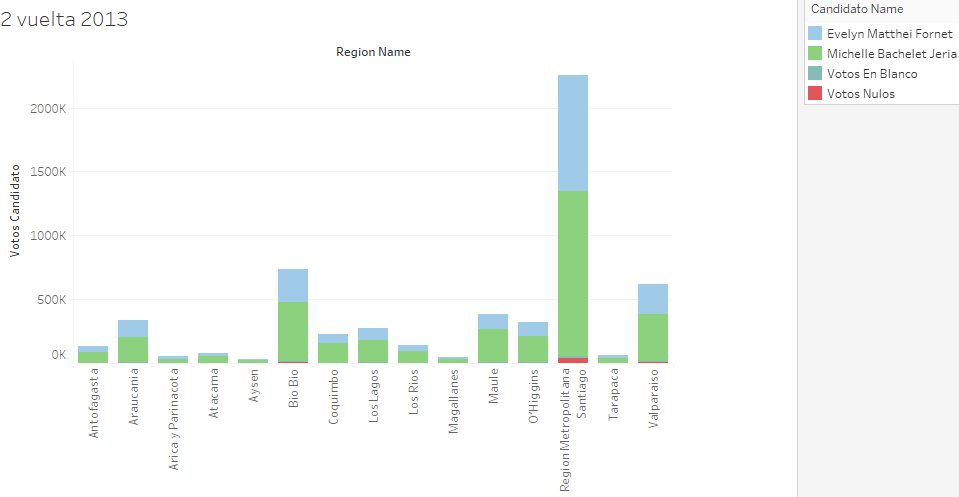 2 vuelta 2013
Region Name
Votos Candidato
2000K
1500K
1000K
500K
0K
Antofagasta
Araucania
Arica y Parinacota
Atacama
Aysen
Bio Bio
Coquimbo
Los Lagos
Los Rios
Magallanes
Maule
O'Higgins
Region Metropolitana
Santiago
Tarapaca
Valparaiso
Candidato Name
Evelyn Matthei Fornet
Michelle Bachelet Jeria
Votos En Blanco
Votos Nulos